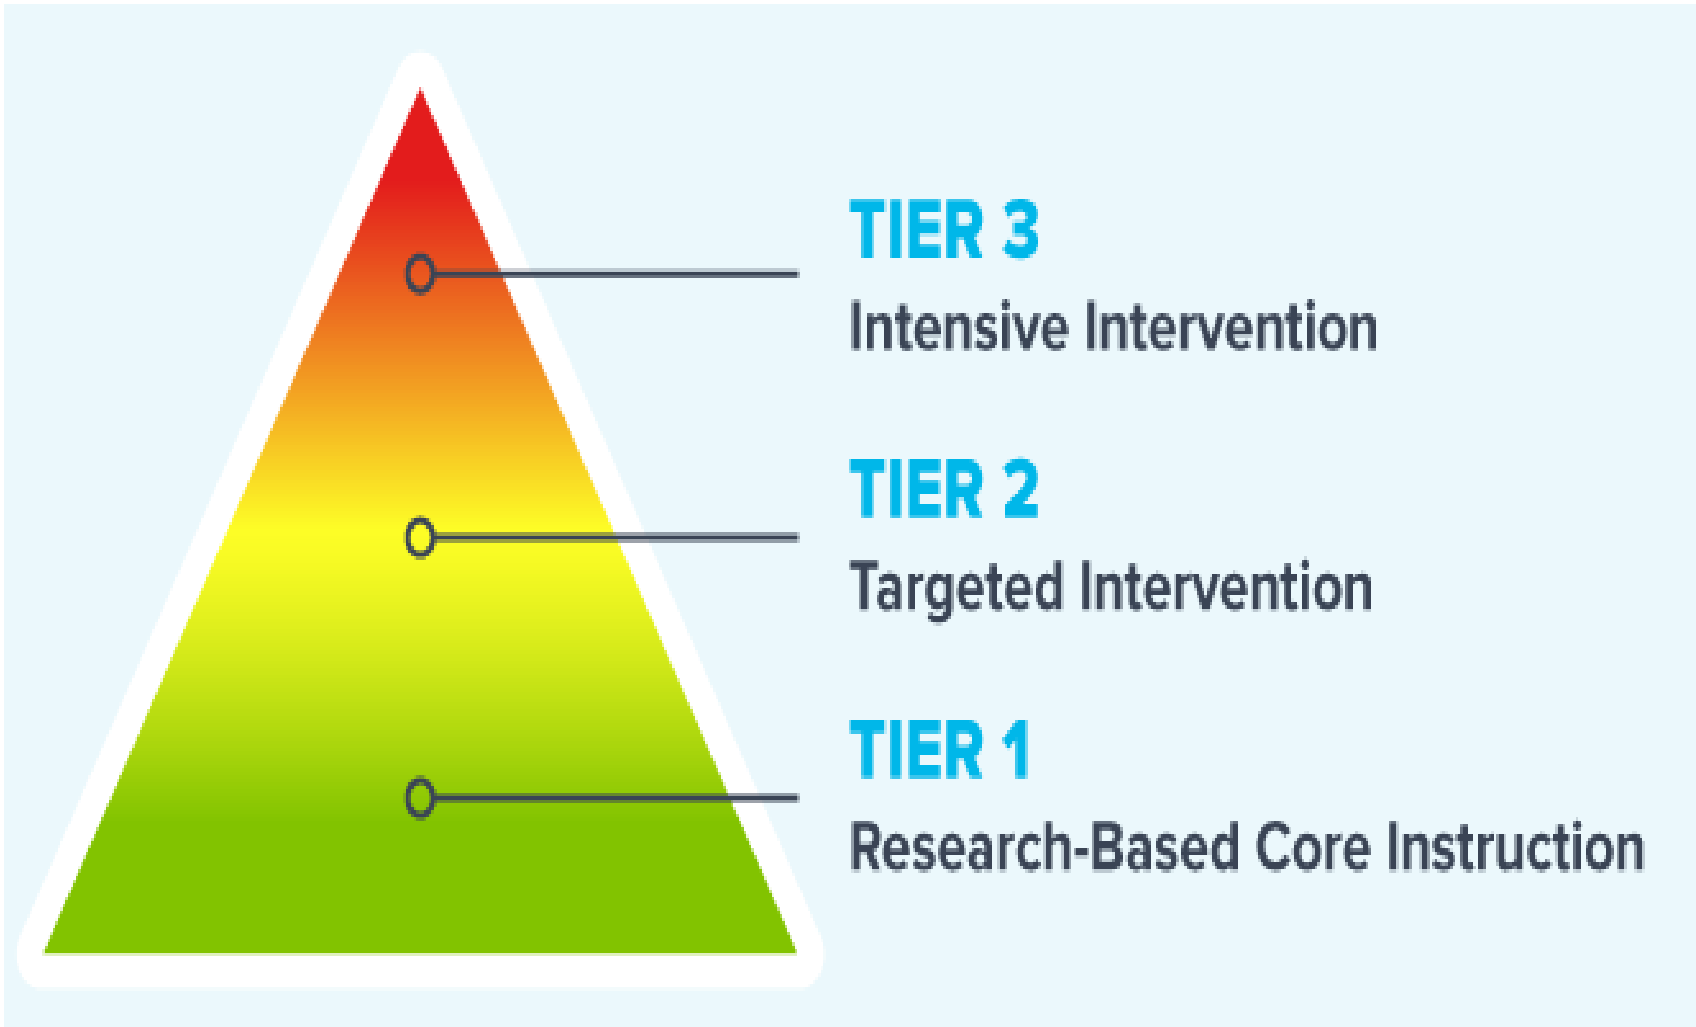 TIER 3
Intensive Intervention
TIER 2
Targeted Intervention
TIER 1
Research-Based Core Instruction